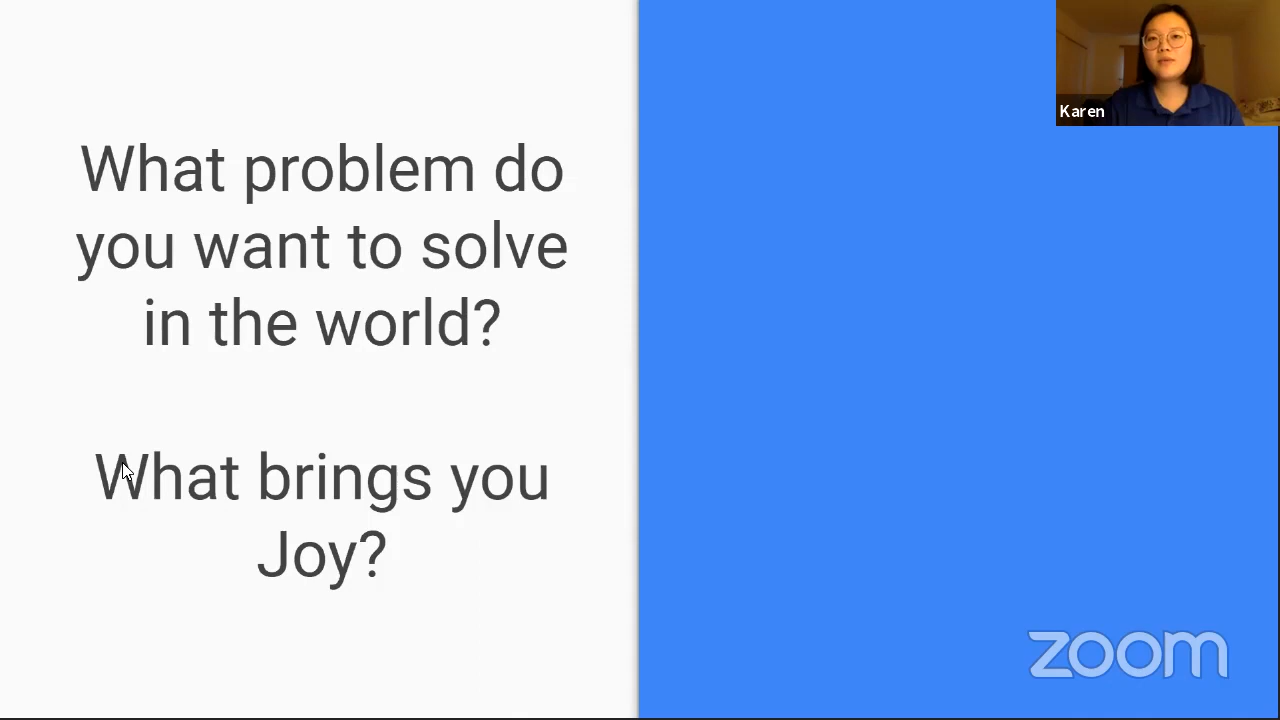 What problem do
you want to solve
in the world?
What brings you
Joy?
Karen
zoom